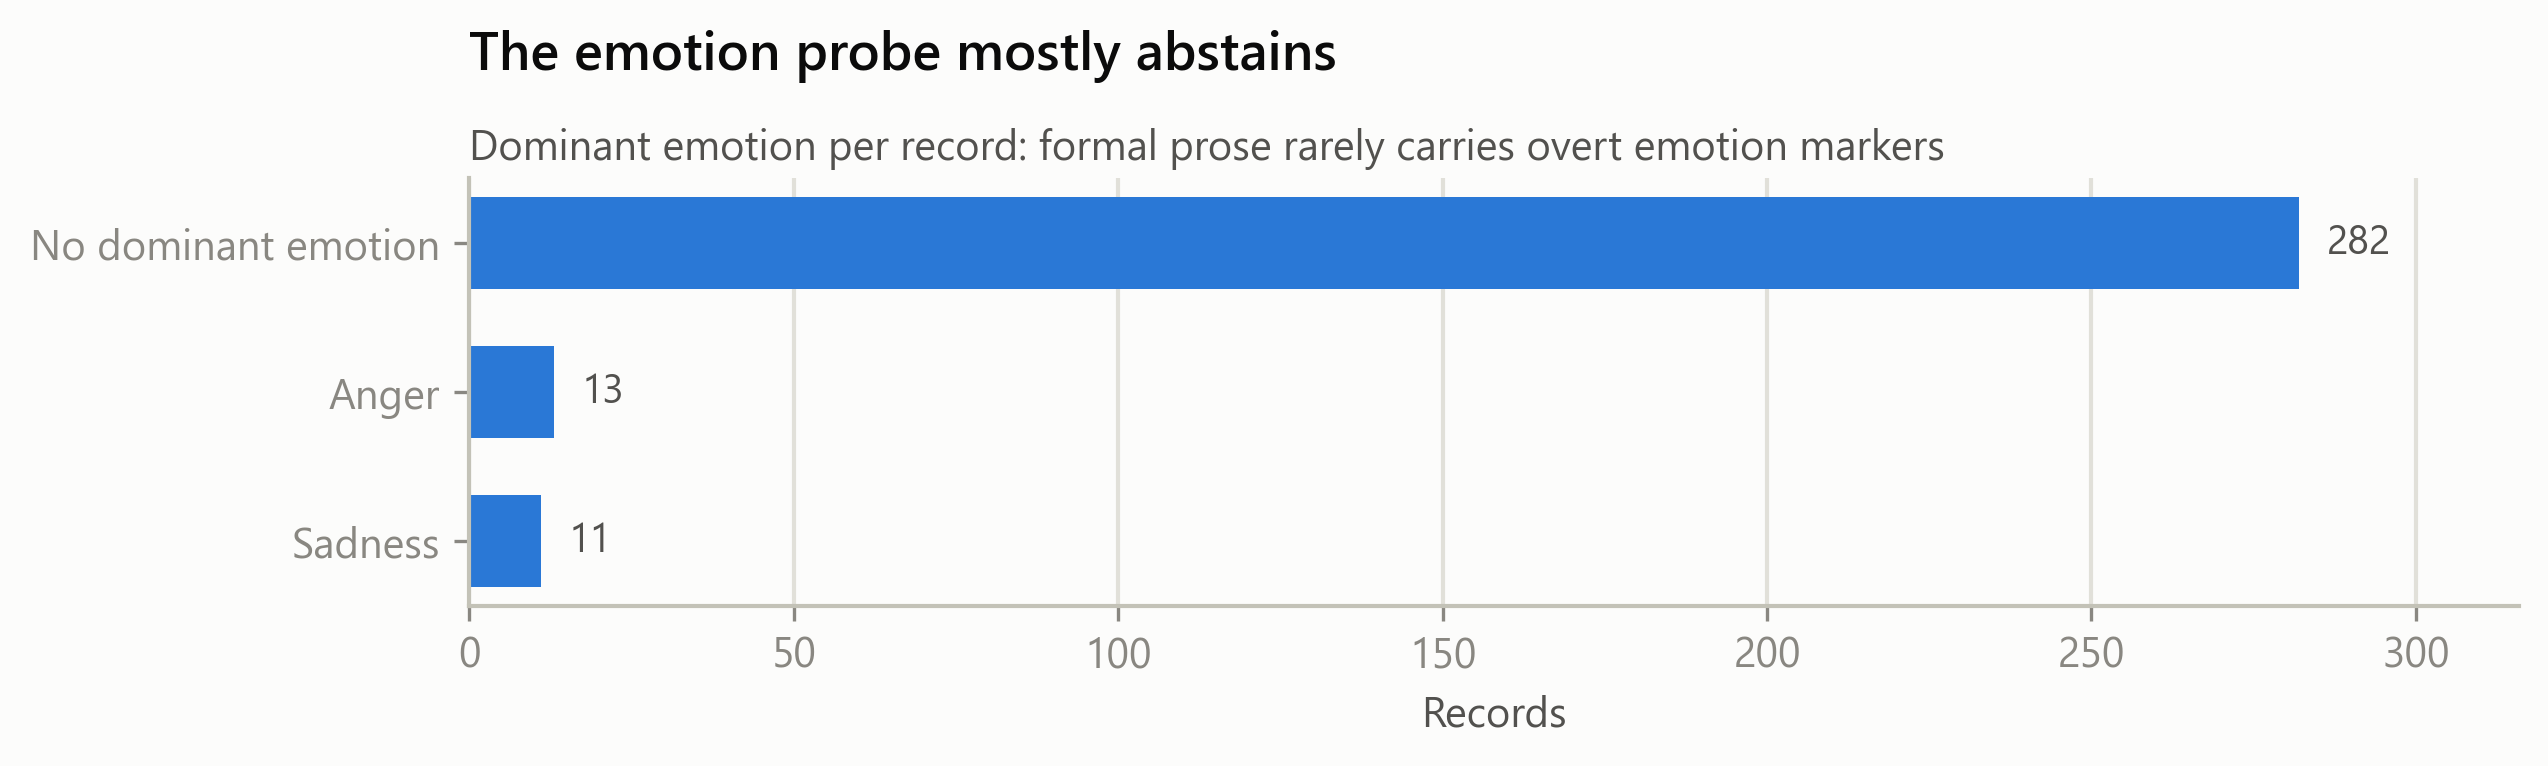 The emotion probe mostly abstains
Dominant emotion per record: formal prose rarely carries overt emotion markers
No dominant emotion
282
Anger
13
Sadness
11
0 50 100 150 200 250 300
Records